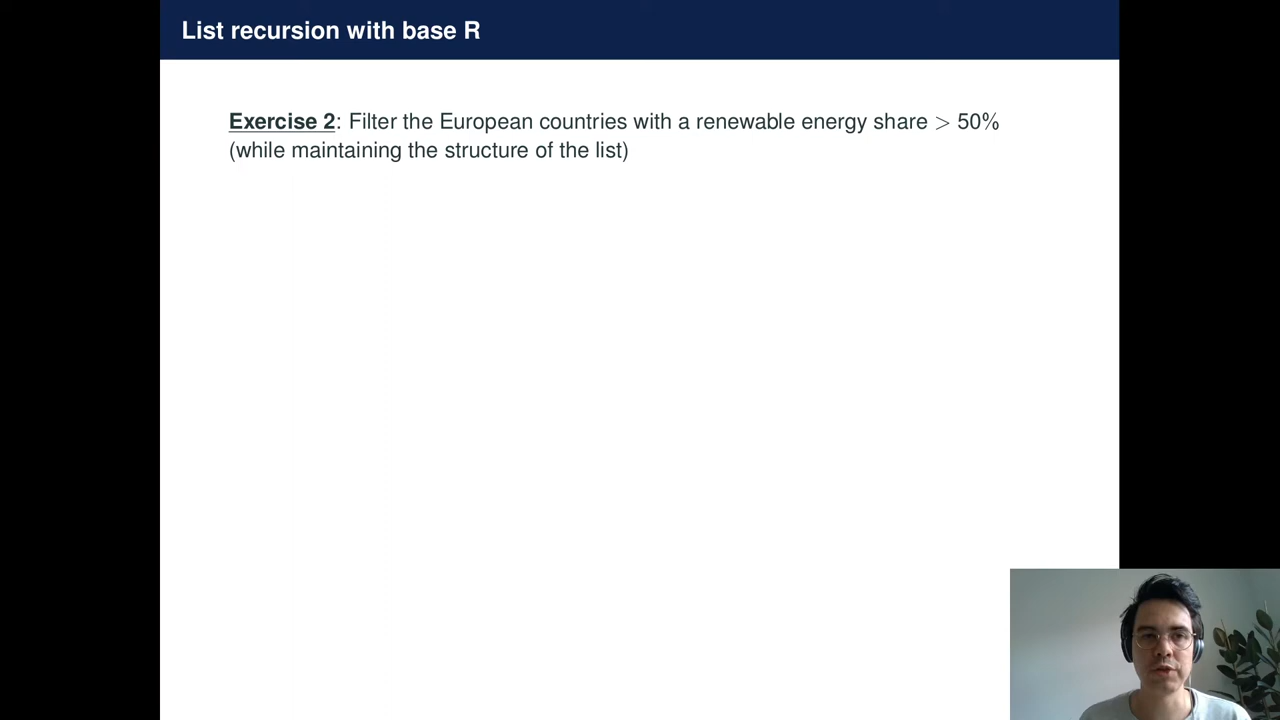 List recursion with base R
Exercise 2: Filter the European countries with a renewable energy share > 50%
(while maintaining the structure of the list)